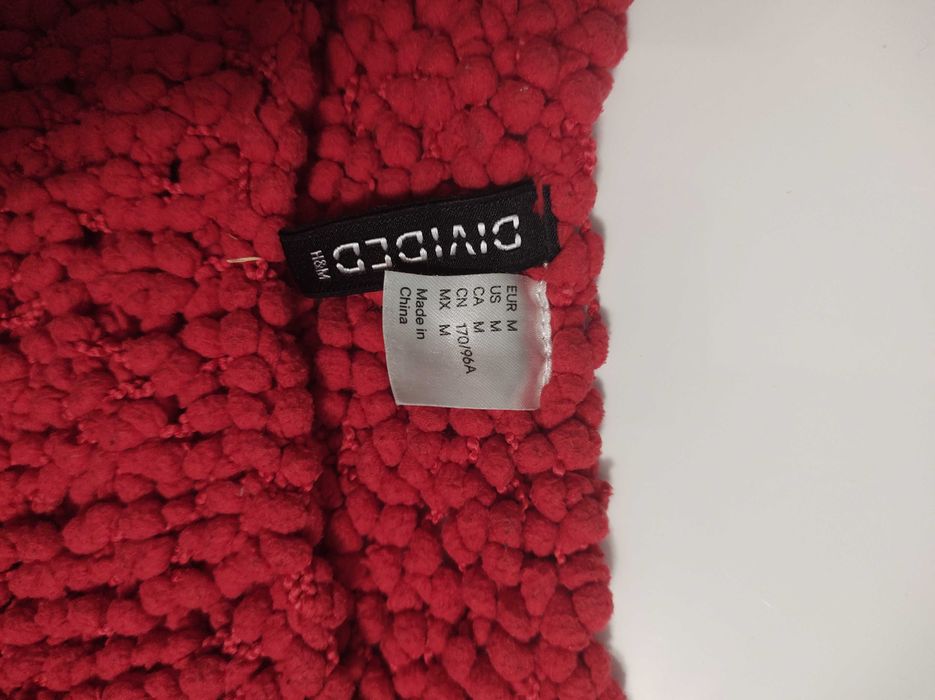 DIVIDED
H&M
EUR M
US M
CA M
CN 170/96A
MX M
Made in
China